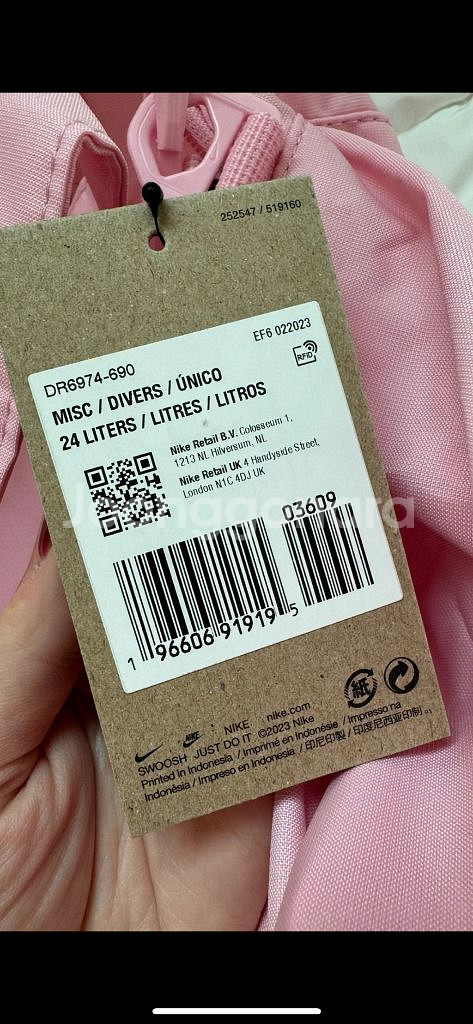 252547 / 519160
EF6 022023
RFID
DR6974-690
MISC / DIVERS / ÚNICO
24 LITERS / LITRES / LITROS
Nike Retail B.V. Colosseum 1,
1213 NL Hilversum, NL
Nike Retail UK 4 Handyside Street,
London N1C 4DJ UK
03609
1 96606 91919 5
紙
NIKE nike.com
SWOOSH JUST DO IT ©2023 Nike
Printed in Indonesia / Imprimé en Indonésie / Impresso na
Indonésia / Impreso en Indonesia / 印尼印製 / 印度尼西亚印制